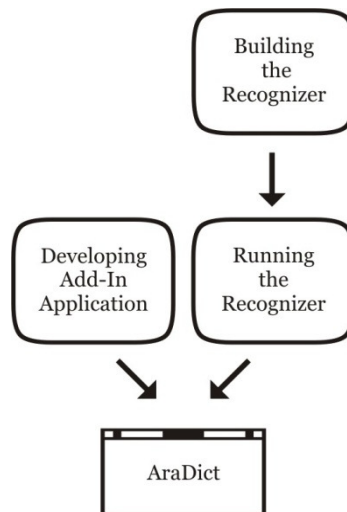 Building
the
Recognizer
Developing
Add-In
Application
Running
the
Recognizer
AraDict